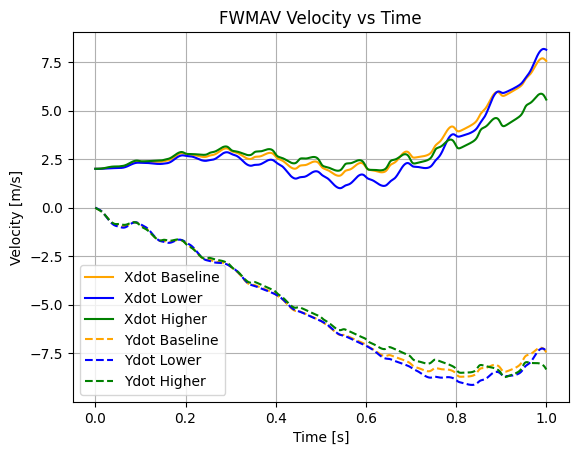 FWMAV Velocity vs Time
Velocity [m/s]
7.5
5.0
2.5
0.0
−2.5
−5.0
−7.5
Xdot Baseline
Xdot Lower
Xdot Higher
Ydot Baseline
Ydot Lower
Ydot Higher
0.0 0.2 0.4 0.6 0.8 1.0
Time [s]